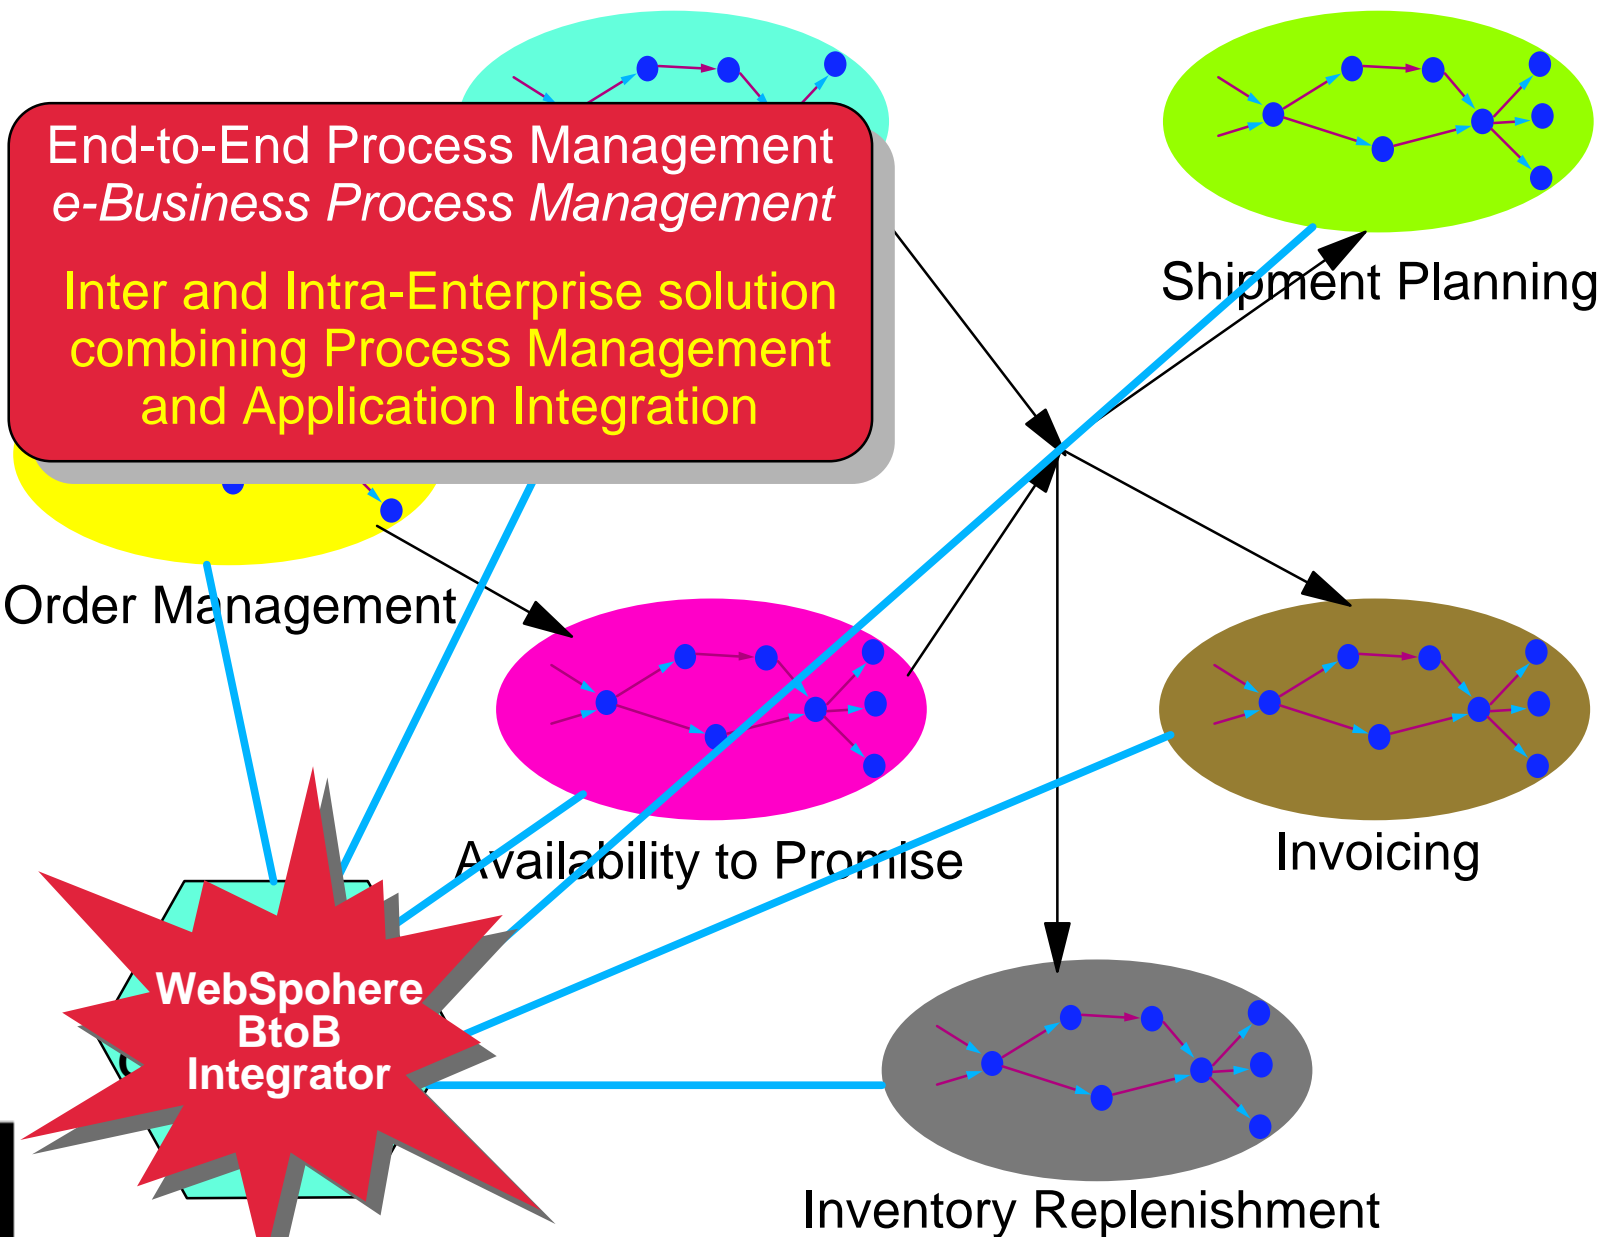 End-to-End Process Management
e-Business Process Management
Inter and Intra-Enterprise solution
combining Process Management
and Application Integration
Shipment Planning
Order Management
Availability to Promise
Invoicing
WebSpohere
BtoB
Integrator
Inventory Replenishment